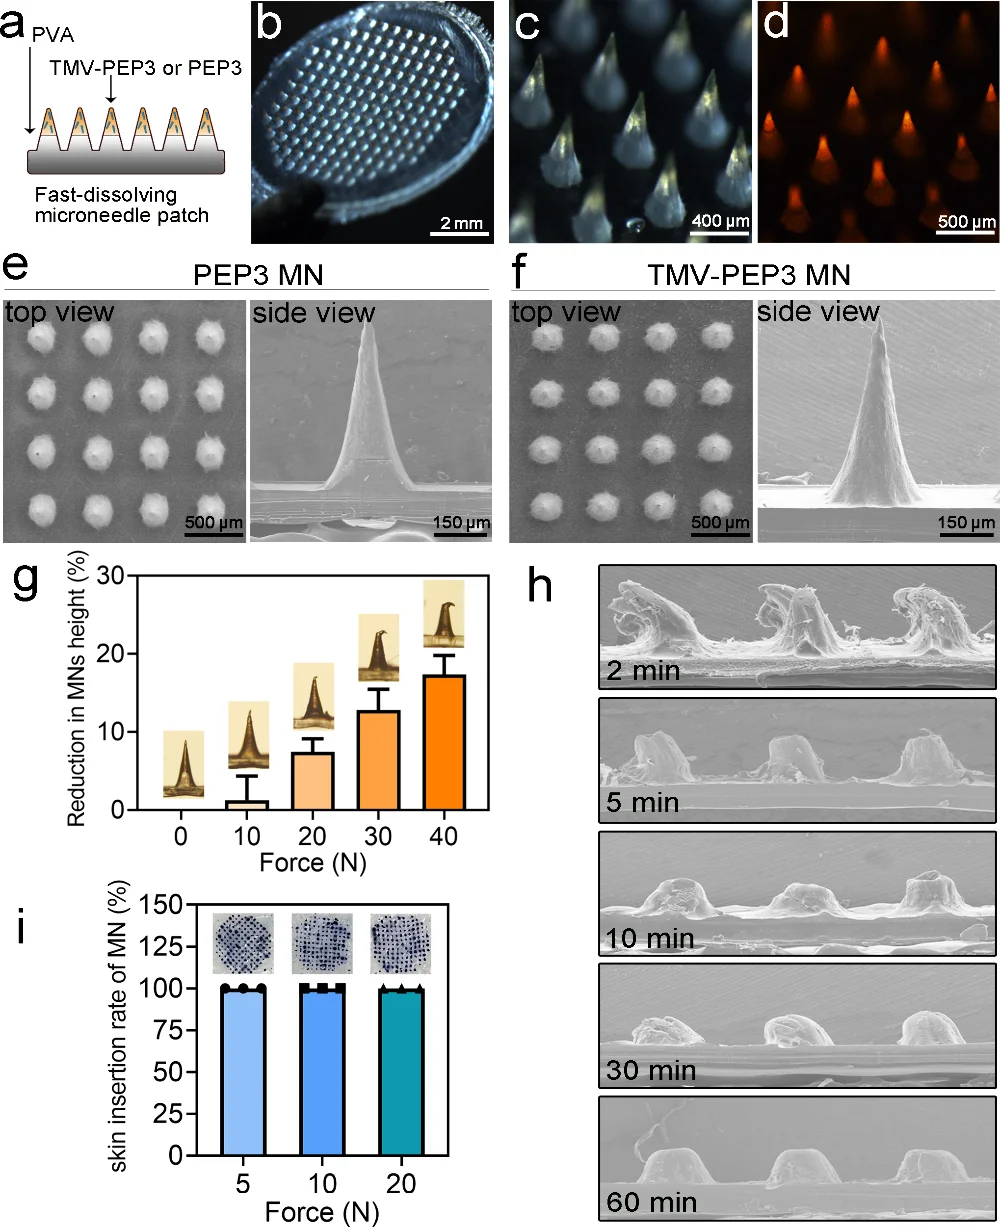 a
PVA
TMV-PEP3 or PEP3
Fast-dissolving
microneedle patch
b
2 mm
c
400 µm
d
500 µm
e
PEP3 MN
top view
500 µm
side view
150 µm
f
TMV-PEP3 MN
top view
500 µm
side view
150 µm
g
Reduction in MNs height (%)
30
20
10
0
0 10 20 30 40
Force (N)
h
2 min
5 min
10 min
30 min
60 min
i
skin insertion rate of MN (%)
150
125
100
75
50
25
0
5 10 20
Force (N)